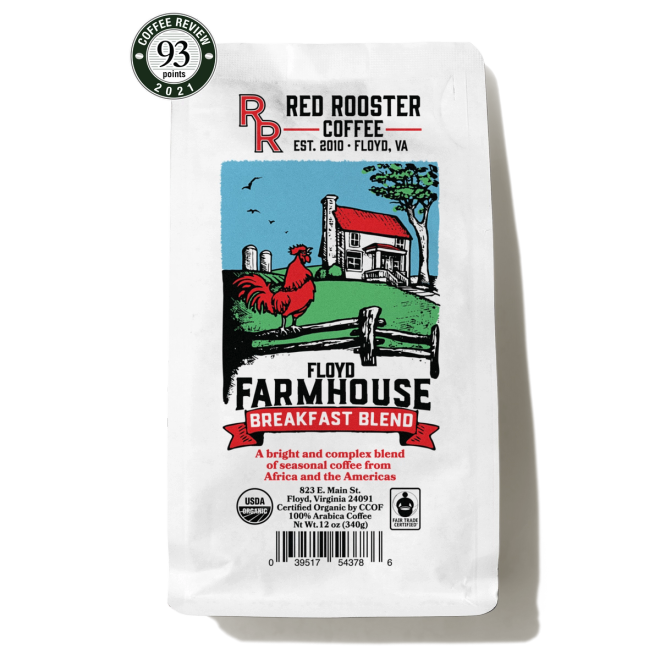 COFFEE REVIEW
93
points
2021
RR
RED ROOSTER
COFFEE
EST. 2010 • FLOYD, VA
FLOYD
FARMHOUSE
BREAKFAST BLEND
A bright and complex blend
of seasonal coffee from
Africa and the Americas
823 E. Main St.
Floyd, Virginia 24091
Certified Organic by CCOF
100% Arabica Coffee
Nt Wt. 12 oz (340g)
USDA
ORGANIC
FAIR TRADE
CERTIFIED
0 39517 54378 6